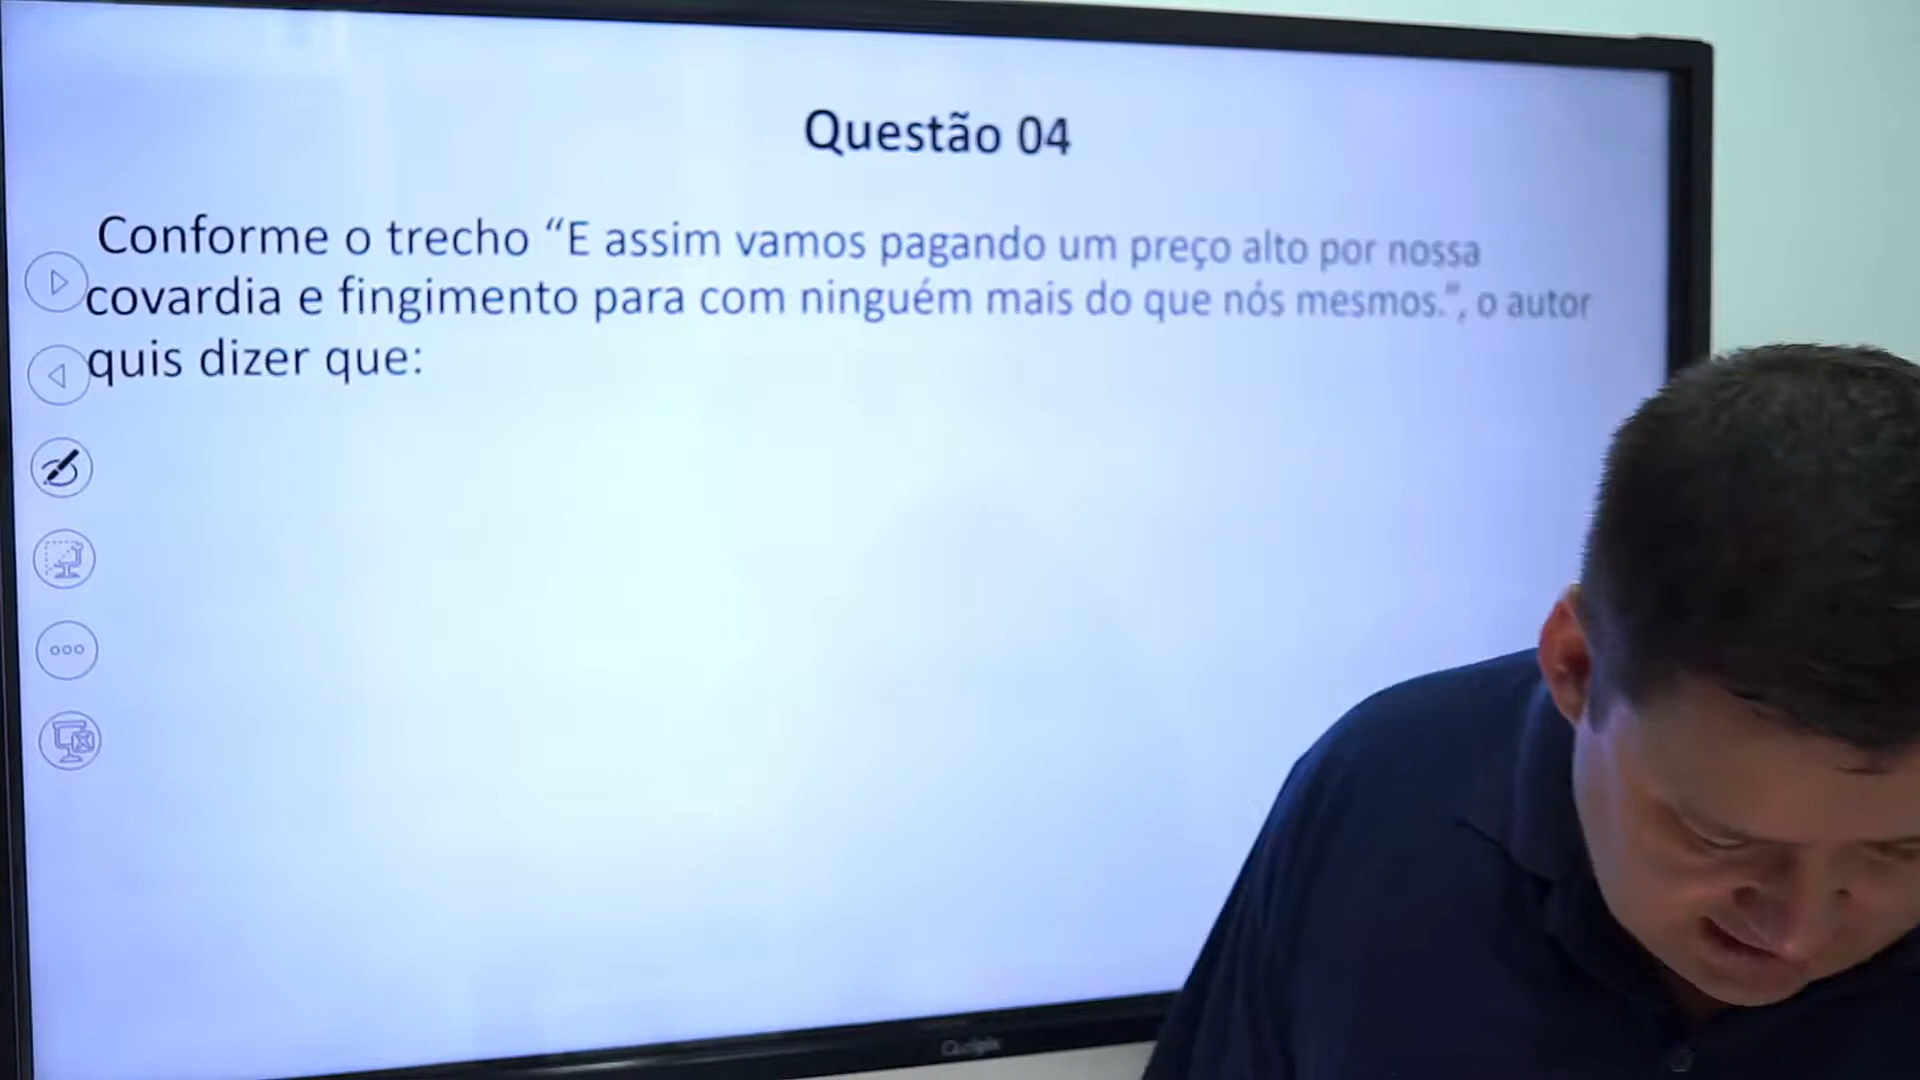 Questão 04
Conforme o trecho “E assim vamos pagando um preço alto por nossa
covardia e fingimento para com ninguém mais do que nós mesmos.”, o autor
quis dizer que: